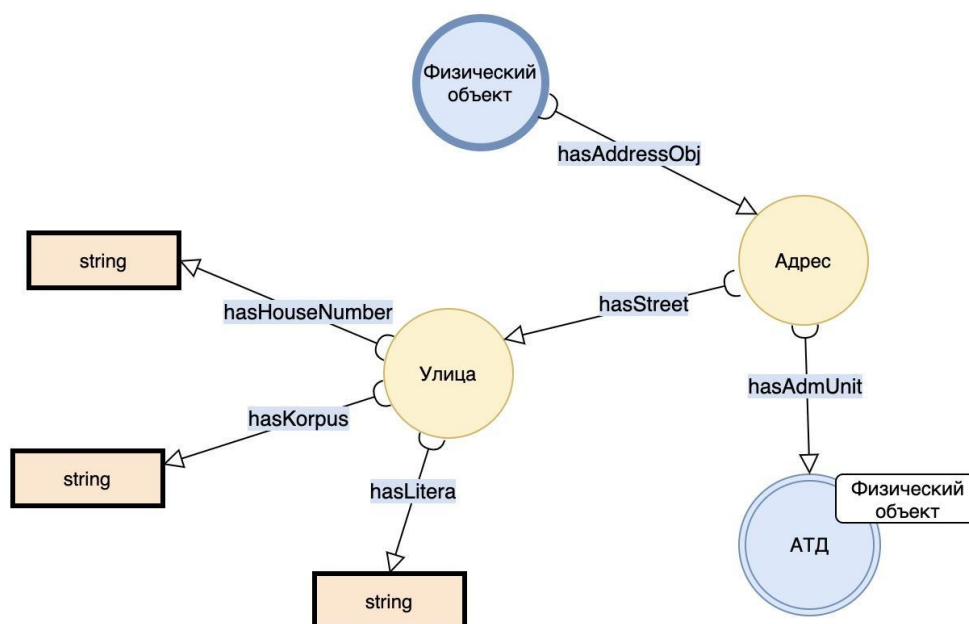 Физический
объект
hasAddressObj
string
Адрес
hasHouseNumber
hasStreet
Улица
hasKorpus
hasAdmUnit
string
hasLitera
Физический
объект
АТД
string